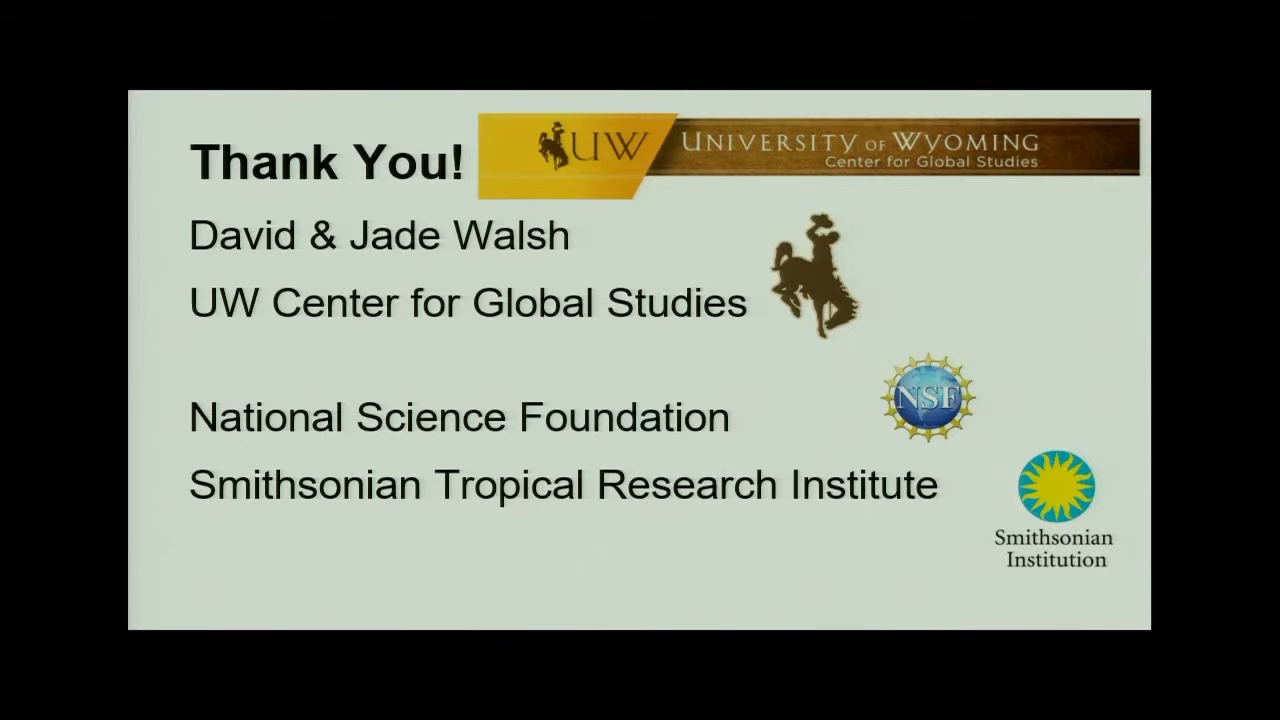 Thank You!
UW
UNIVERSITY OF WYOMING
Center for Global Studies
David & Jade Walsh
UW Center for Global Studies
National Science Foundation
NSF
Smithsonian Tropical Research Institute
Smithsonian
Institution